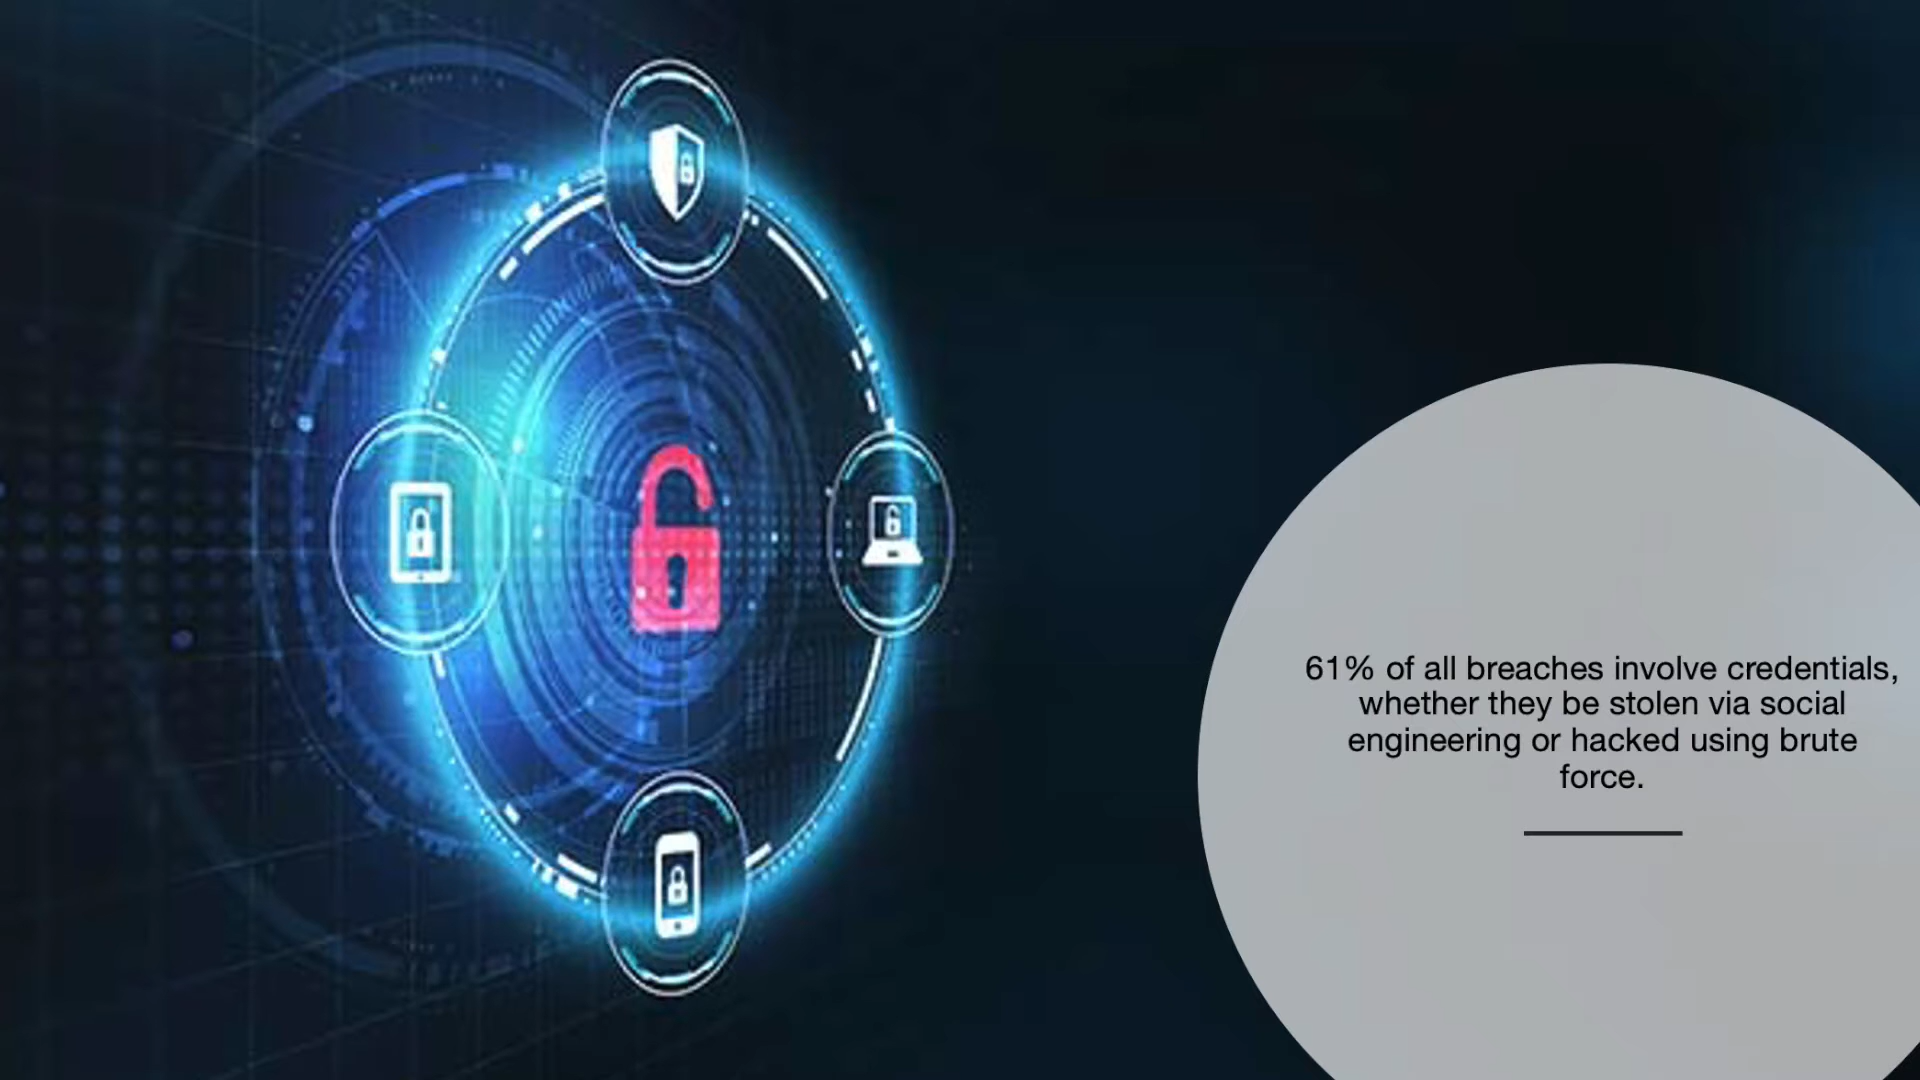 61% of all breaches involve credentials,
whether they be stolen via social
engineering or hacked using brute
force.